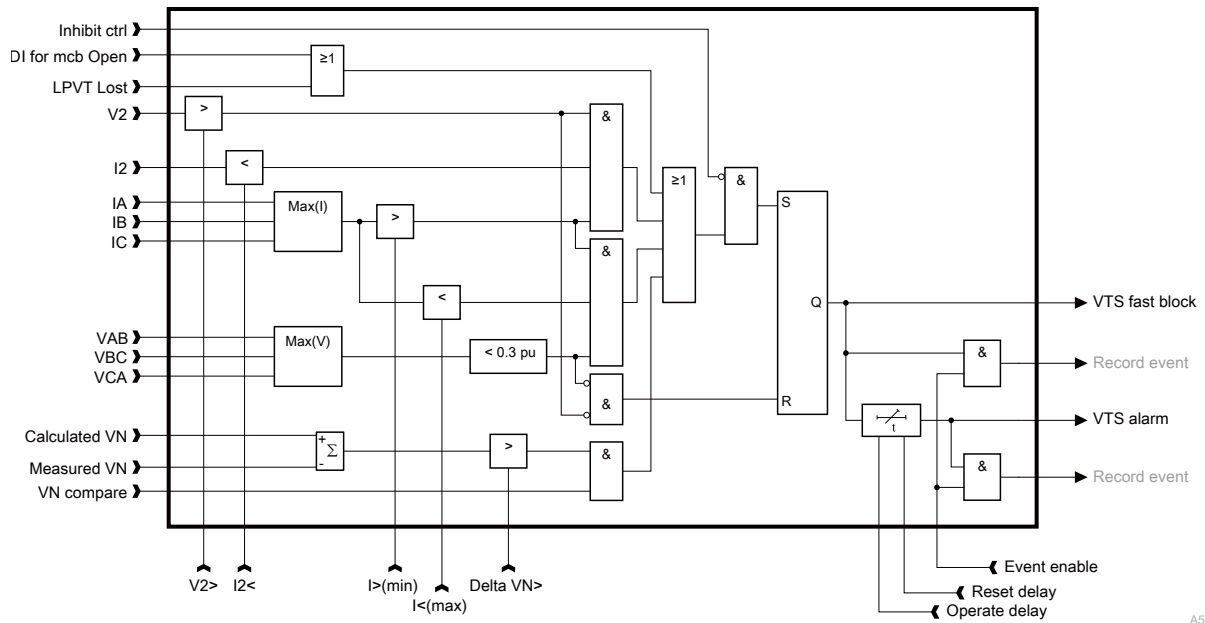 Inhibit ctrl
DI for mcb Open
LPVT Lost
≥1
V2
>
&
I2
<
IA
IB
IC
Max(I)
>
&
<
≥1
&
S
Q
R
VTS fast block
VAB
VBC
VCA
Max(V)
< 0.3 pu
&
&
Record event
t
VTS alarm
Calculated VN
Measured VN
VN compare
+
Σ
-
>
&
&
Record event
V2>
I2<
I>(min)
I<(max)
Delta VN>
Event enable
Reset delay
Operate delay
A5